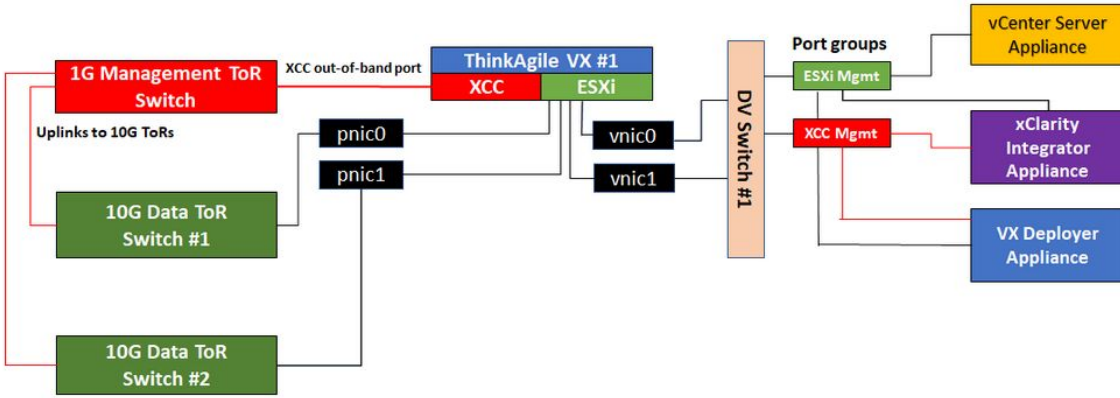 vCenter Server
Appliance
Port groups
ThinkAgile VX #1
XCC out-of-band port
1G Management ToR
Switch
XCC
ESXi
ESXi Mgmt
Uplinks to 10G ToRs
pnic0
vnic0
XCC Mgmt
xClarity
Integrator
Appliance
pnic1
vnic1
DV Switch #1
10G Data ToR
Switch #1
VX Deployer
Appliance
10G Data ToR
Switch #2